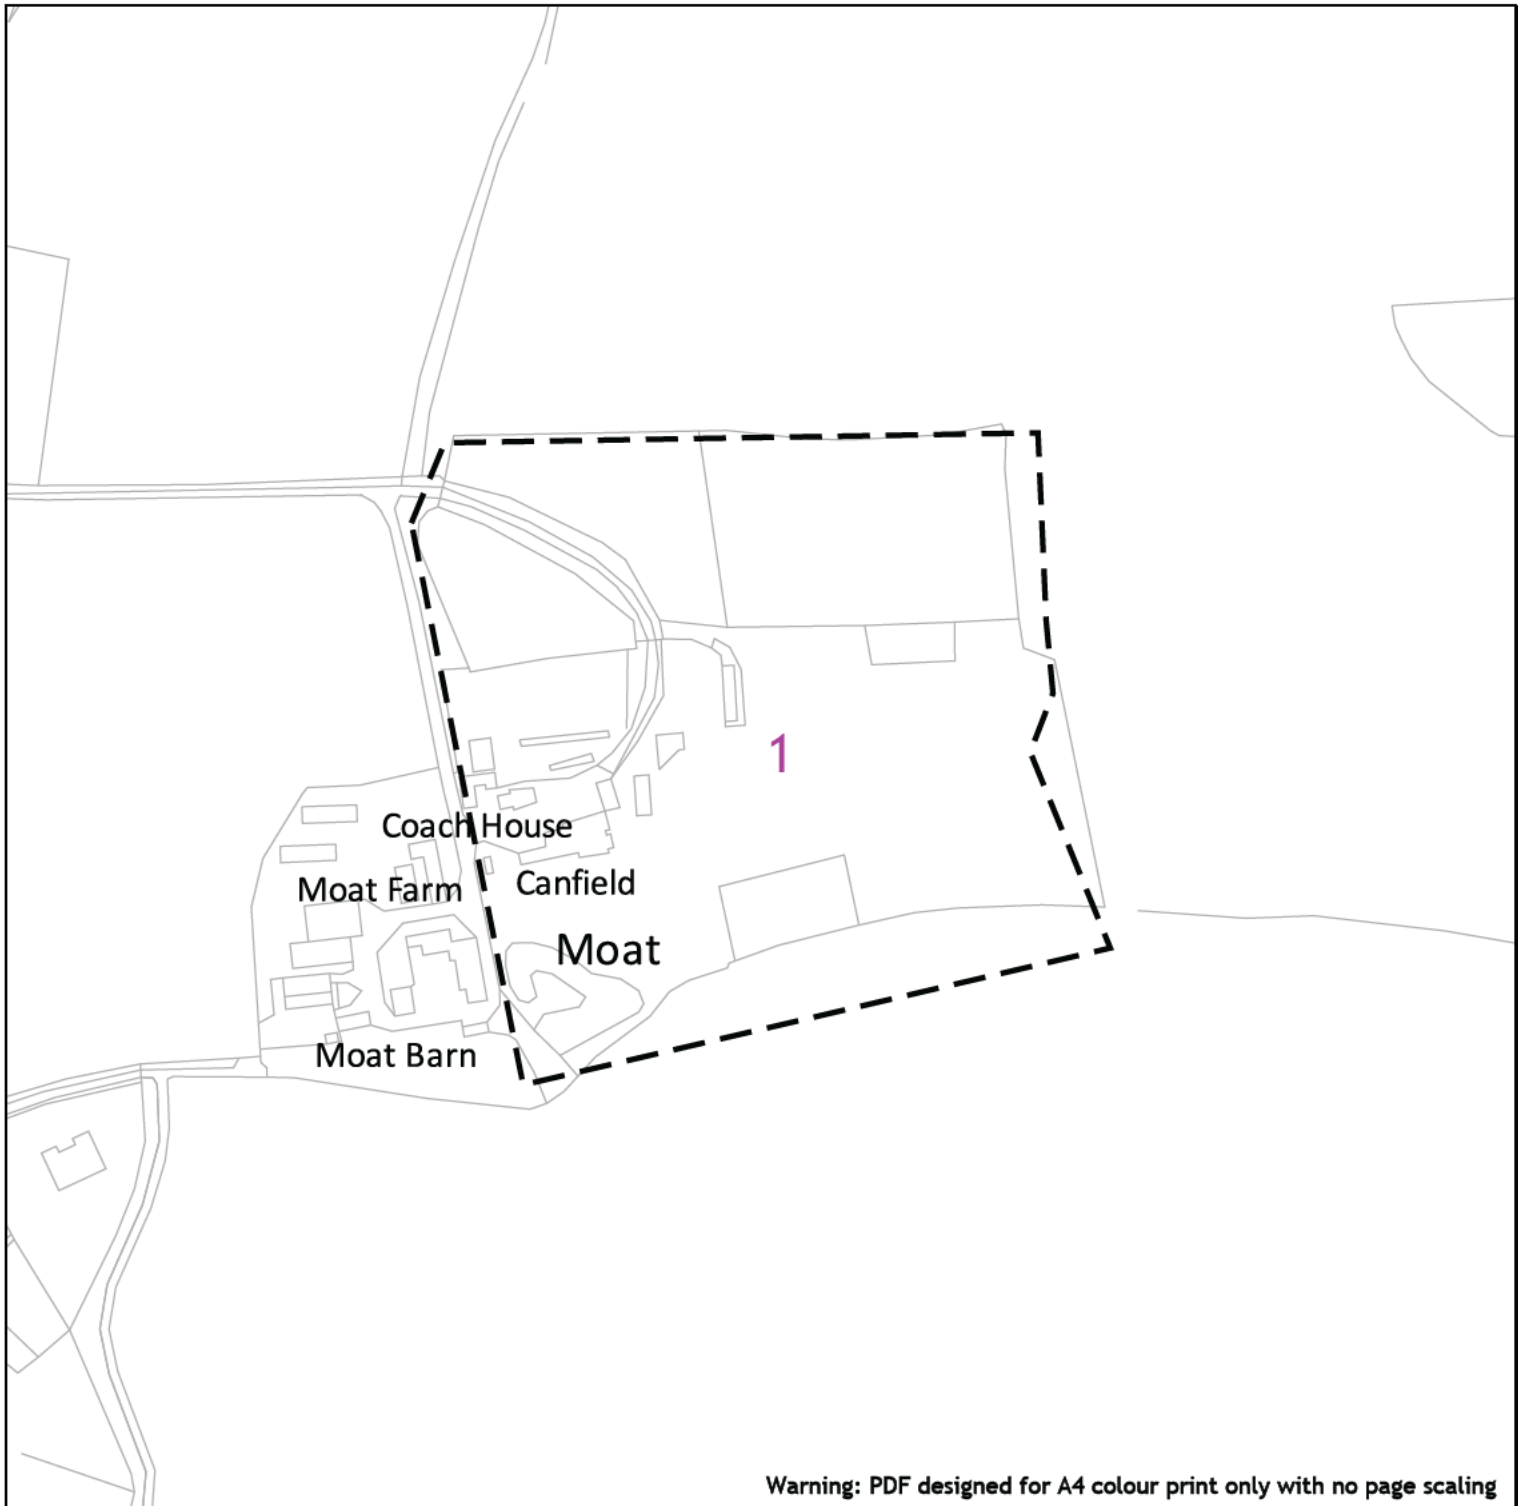 1
Coach House
Moat Farm
Canfield
Moat
Moat Barn
Warning: PDF designed for A4 colour print only with no page scaling